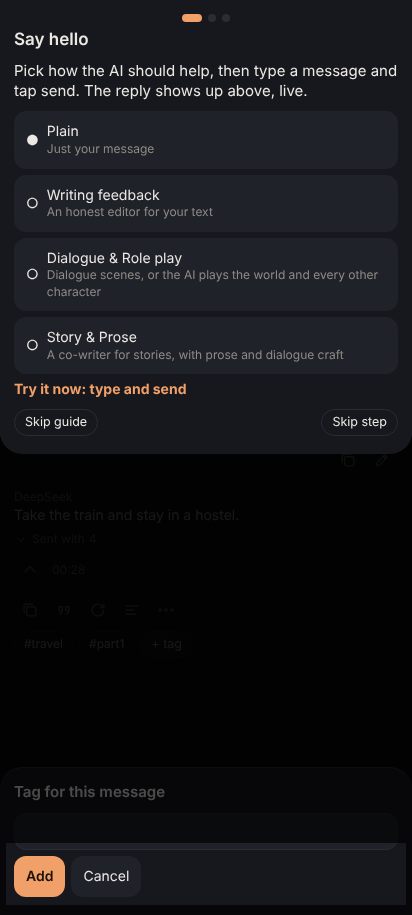 Say hello
Pick how the AI should help, then type a message and
tap send. The reply shows up above, live.
Plain
Just your message
Writing feedback
An honest editor for your text
Dialogue & Role play
Dialogue scenes, or the AI plays the world and every other
character
Story & Prose
A co-writer for stories, with prose and dialogue craft
Try it now: type and send
Skip guide
Skip step
DeepSeek
Take the train and stay in a hostel.
Sent with 4
00:28
#travel
#part1
+ tag
Tag for this message
Add
Cancel